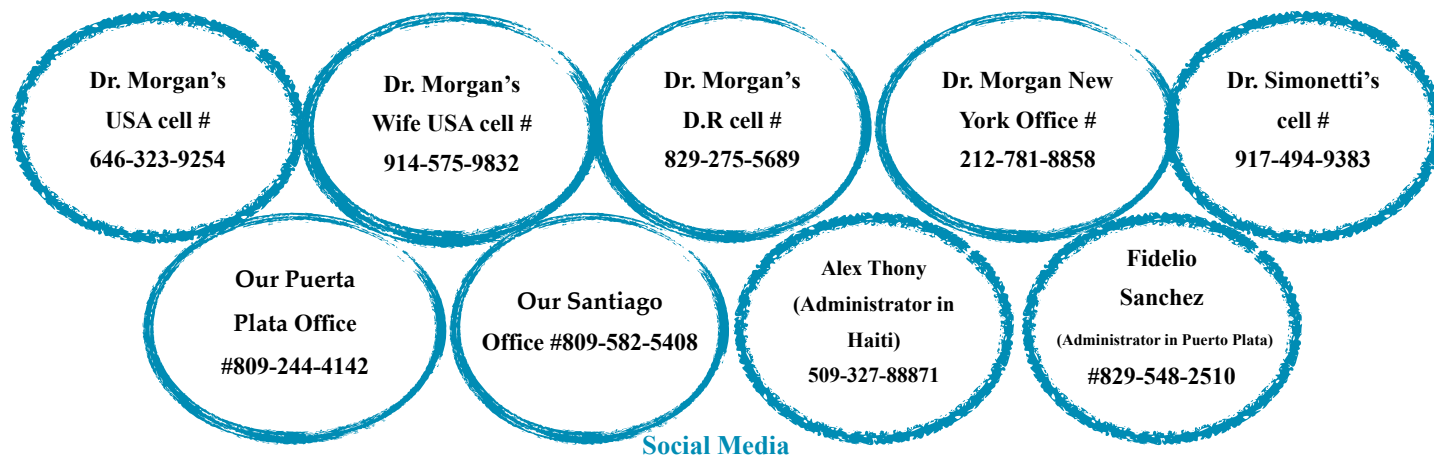 Dr. Morgan’s
USA cell #
646-323-9254
Dr. Morgan’s
Wife USA cell #
914-575-9832
Dr. Morgan’s
D.R cell #
829-275-5689
Dr. Morgan New
York Office #
212-781-8858
Dr. Simonetti’s
cell #
917-494-9383
Our Puerta
Plata Office
#809-244-4142
Our Santiago
Office #809-582-5408
Alex Thony
(Administrator in
Haiti)
509-327-88871
Fidelio
Sanchez
(Administrator in Puerto Plata)
#829-548-2510
Social Media